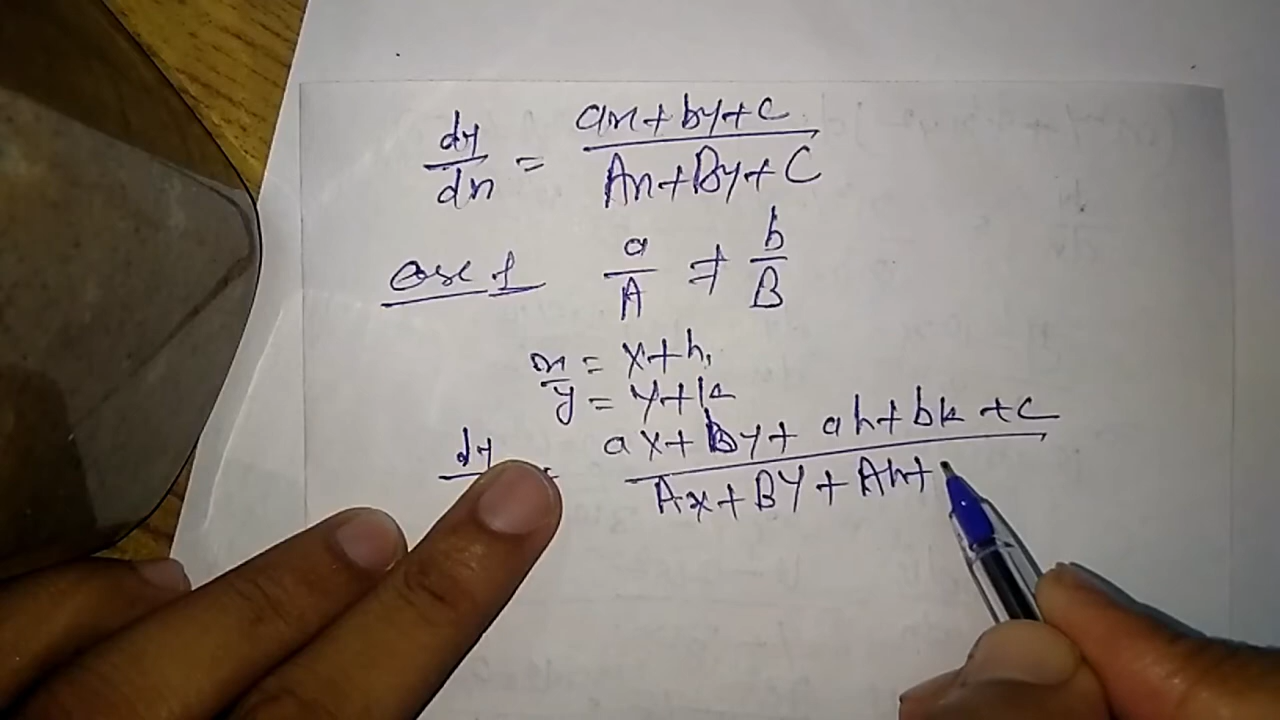 dy/dx = (ax+by+c)/(Ax+By+C)
Case 1 a/A ≠ b/B
x = X+h,
y = Y+k
dy = (aX+bY+ah+bk+c)/(AX+BY+Ah+